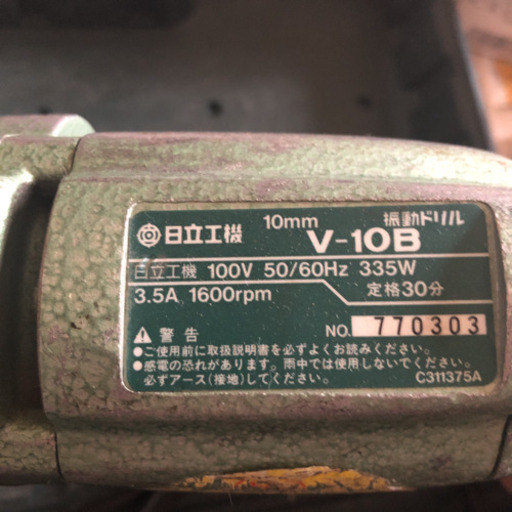 日立工機 10mm 振動ドリル
V-10B
日立工機 100V 50/60Hz 335W
3.5A 1600rpm 定格30分
NO. 770303
警告
●ご使用前に取扱説明書を必ずよくお読みください。
●感電の恐れがあります。雨中では使用しないでください。
必ずアース(接地)してください。 C311375A